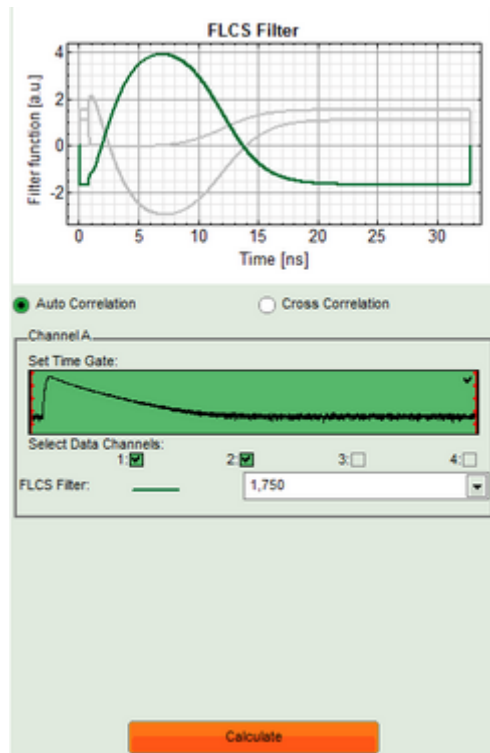 FLCS Filter
Filter function [a.u.]
4
2
0
-2
0 5 10 15 20 25 30
Time [ns]
Auto Correlation Cross Correlation
Channel A
Set Time Gate:
Select Data Channels:
1: 2: 3: 4:
FLCS Filter: 1,750
Calculate